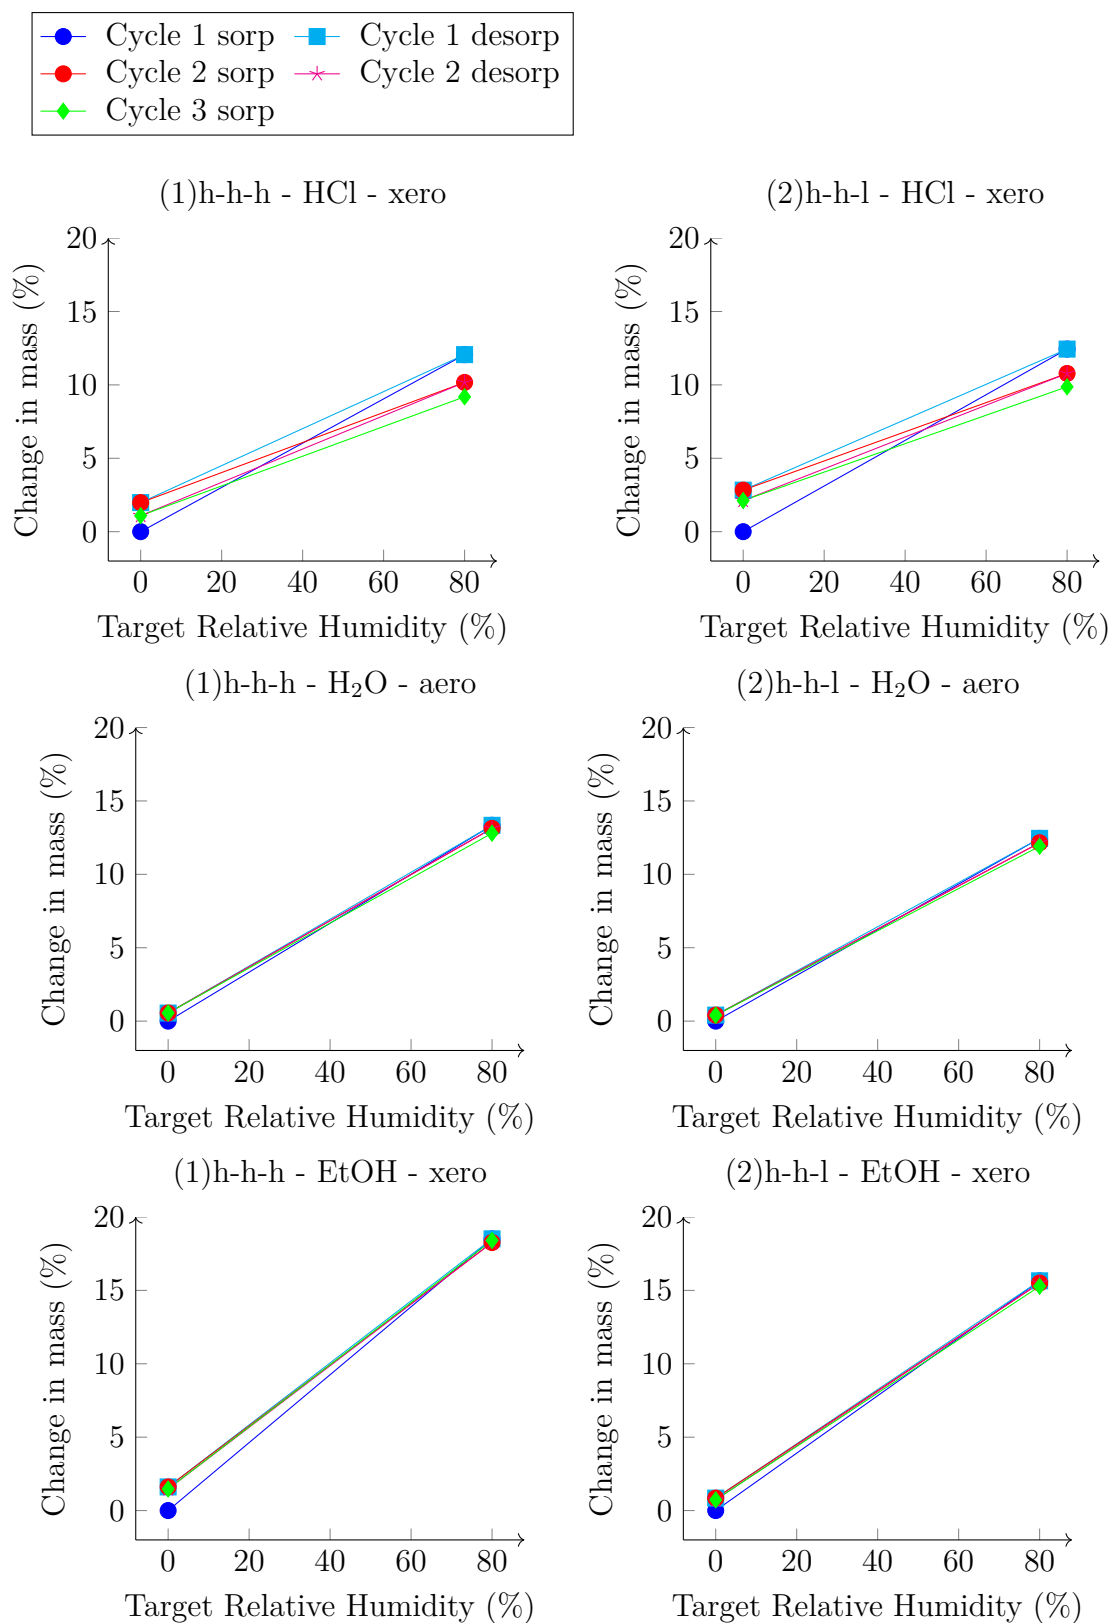 Cycle 1 sorp Cycle 1 desorp
Cycle 2 sorp Cycle 2 desorp
Cycle 3 sorp
(1)h-h-h - HCl - xero
20
15
10
5
0
Change in mass (%)
0 20 40 60 80
Target Relative Humidity (%)
(2)h-h-l - HCl - xero
20
15
10
5
0
Change in mass (%)
0 20 40 60 80
Target Relative Humidity (%)
(1)h-h-h - H₂O - aero
20
15
10
5
0
Change in mass (%)
0 20 40 60 80
Target Relative Humidity (%)
(2)h-h-l - H₂O - aero
20
15
10
5
0
Change in mass (%)
0 20 40 60 80
Target Relative Humidity (%)
(1)h-h-h - EtOH - xero
20
15
10
5
0
Change in mass (%)
0 20 40 60 80
Target Relative Humidity (%)
(2)h-h-l - EtOH - xero
20
15
10
5
0
Change in mass (%)
0 20 40 60 80
Target Relative Humidity (%)